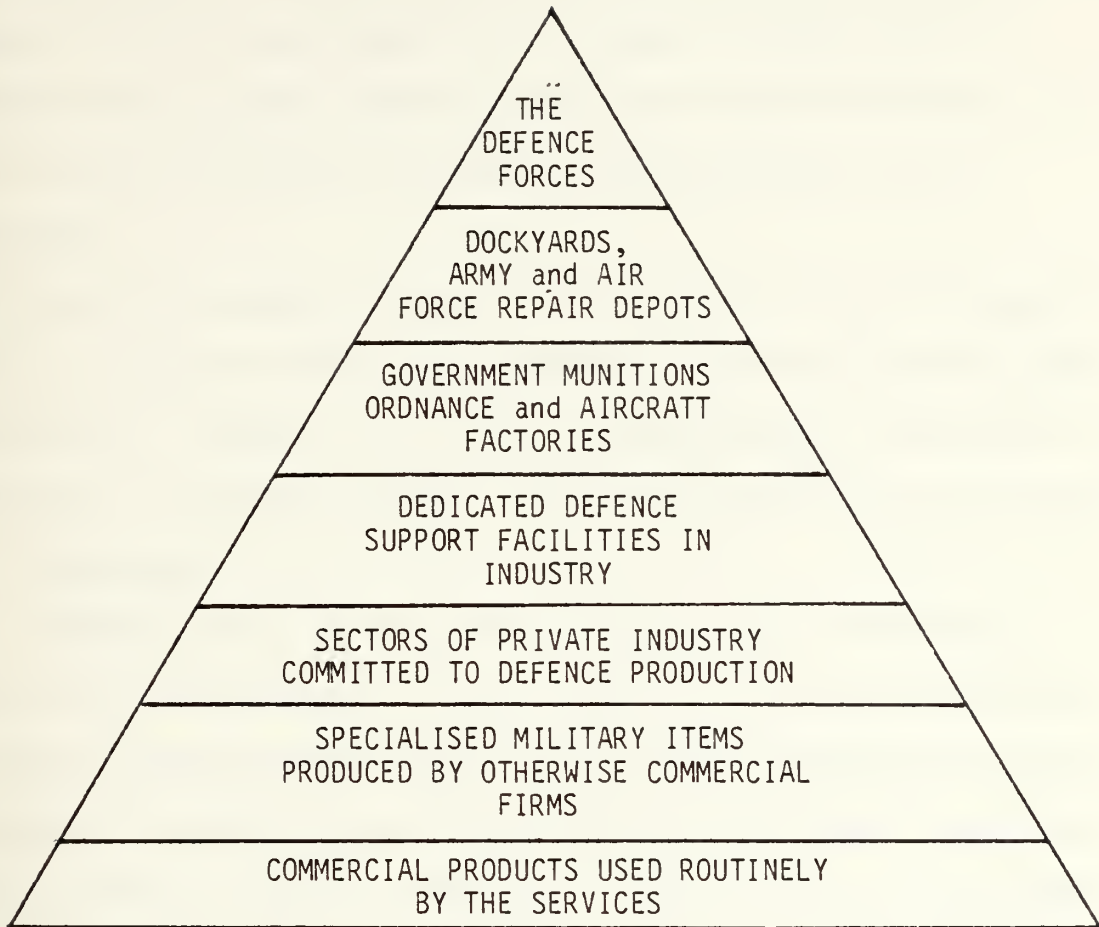 THE
DEFENCE
FORCES
DOCKYARDS,
ARMY and AIR
FORCE REPAIR DEPOTS
GOVERNMENT MUNITIONS
ORDNANCE and AIRCRATT
FACTORIES
DEDICATED DEFENCE
SUPPORT FACILITIES IN
INDUSTRY
SECTORS OF PRIVATE INDUSTRY
COMMITTED TO DEFENCE PRODUCTION
SPECIALISED MILITARY ITEMS
PRODUCED BY OTHERWISE COMMERCIAL
FIRMS
COMMERCIAL PRODUCTS USED ROUTINELY
BY THE SERVICES